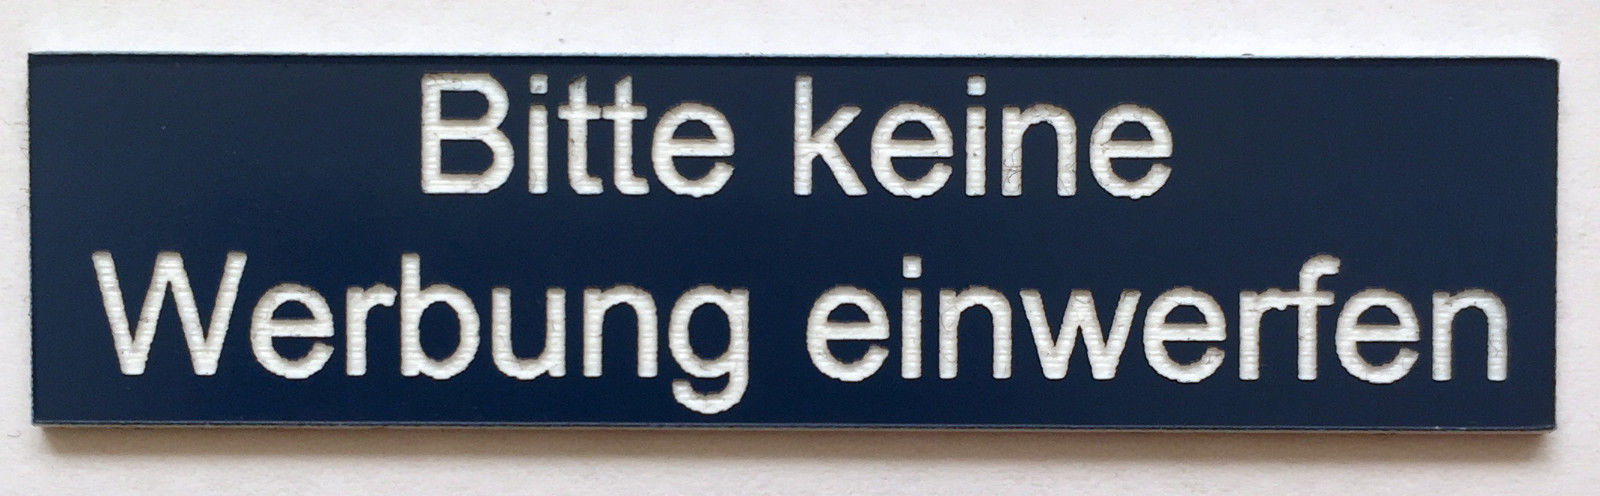 Bitte keine
Werbung einwerfen